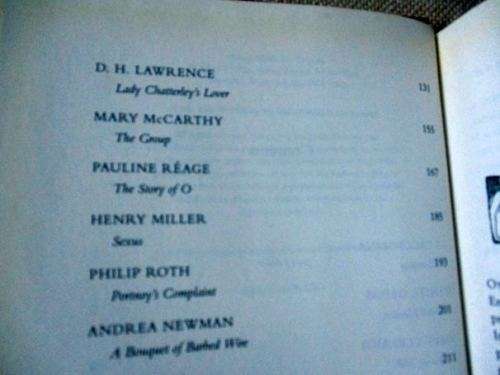 D. H. LAWRENCE
Lady Chatterley's Lover 131
MARY McCARTHY
The Group 155
PAULINE RÉAGE
The Story of O 167
HENRY MILLER
Sexus 185
PHILIP ROTH
Portnoy's Complaint 193
ANDREA NEWMAN 201
A Bouquet of Barbed Wire
211